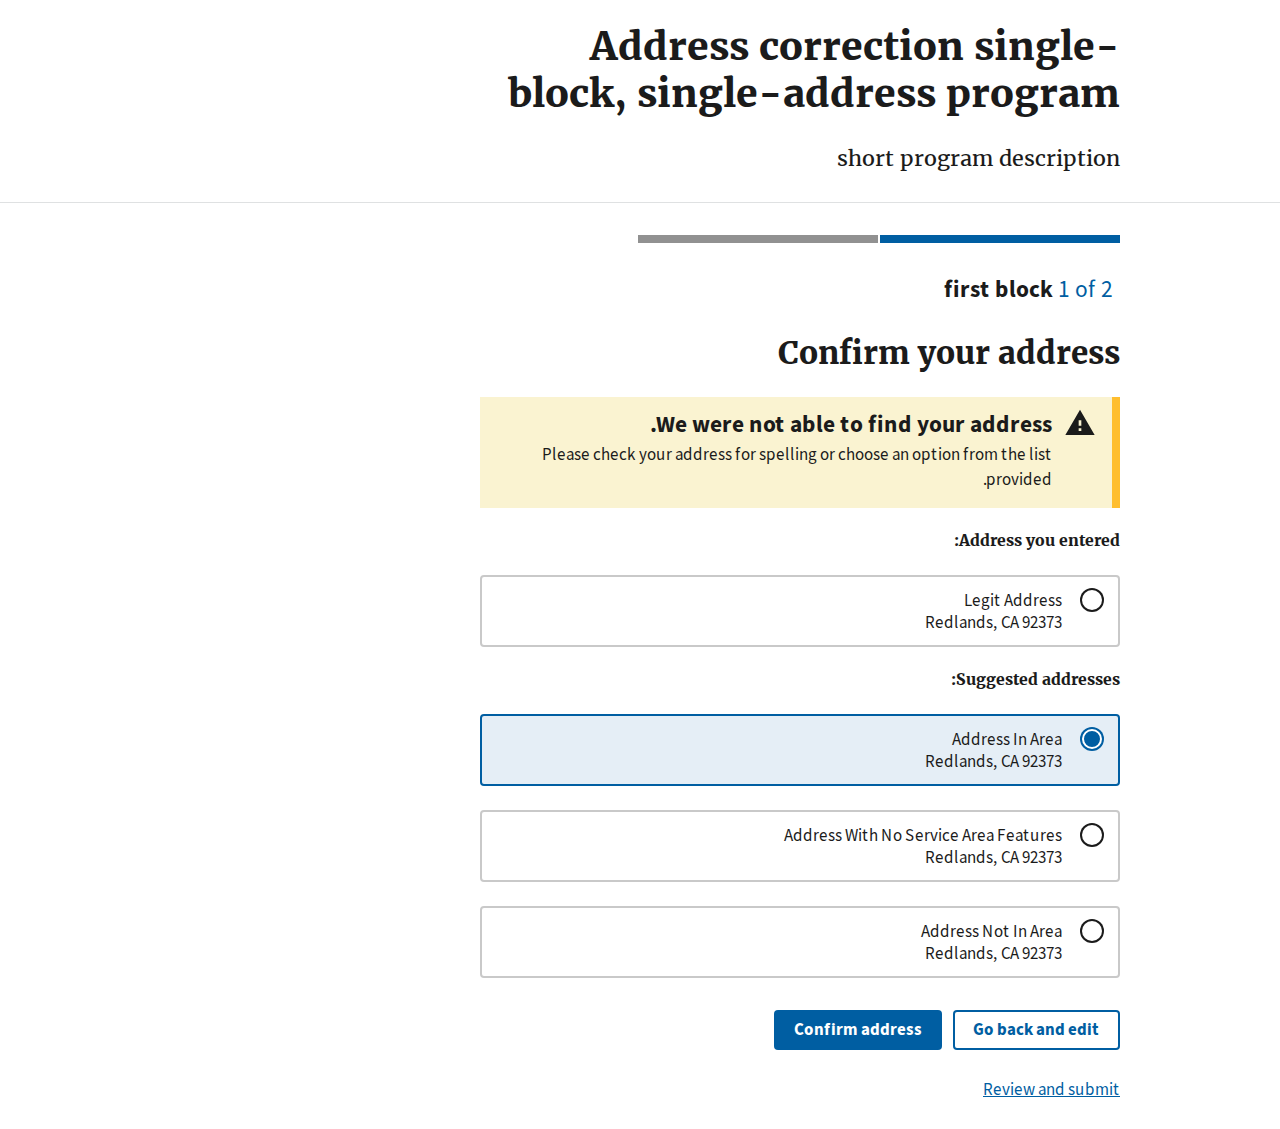 Address correction single-
block, single-address program
short program description
first block 1 of 2
Confirm your address
.We were not able to find your address
Please check your address for spelling or choose an option from the list
.provided
:Address you entered
Legit Address
Redlands, CA 92373
:Suggested addresses
Address In Area
Redlands, CA 92373
Address With No Service Area Features
Redlands, CA 92373
Address Not In Area
Redlands, CA 92373
Go back and edit
Confirm address
Review and submit